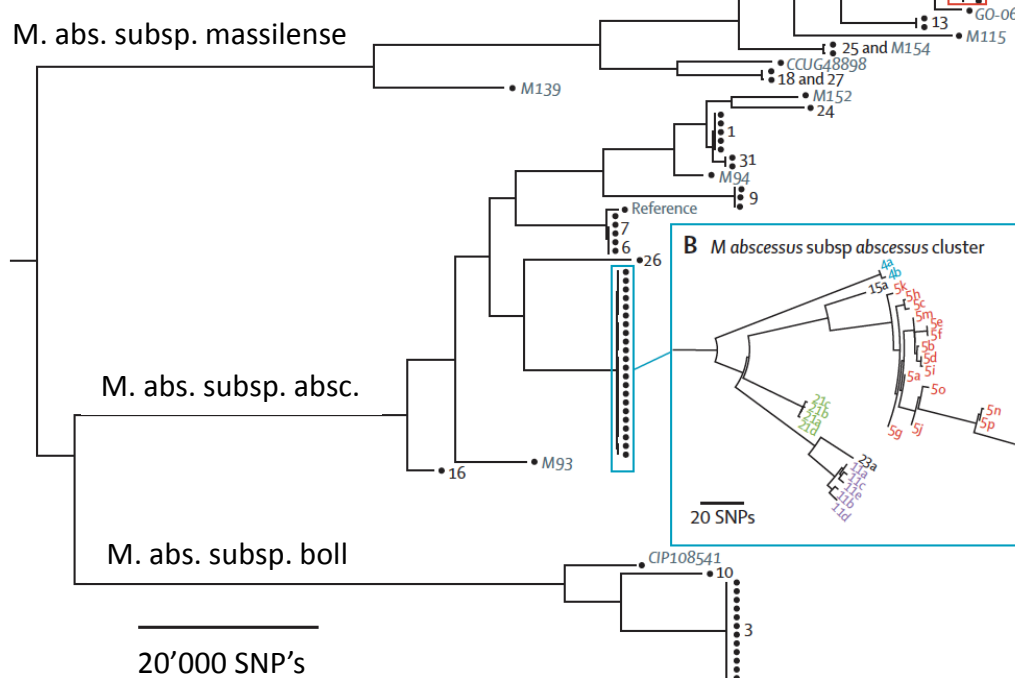 M. abs. subsp. massilense
GO-06
13
M115
25 and M154
CCUG48898
18 and 27
M139
M152
24
1
31
M94
9
Reference
7
6
26
M. abs. subsp. absc.
16
M93
B M abscessus subsp abscessus cluster
4a
4b
15a
5k
5h
5c
5m
5e
5f
5b
5d
5i
5a
5o
5n
5p
5g
5j
21c
21b
21a
21d
23a
11a
11c
11e
11b
11d
20 SNPs
M. abs. subsp. boll
CIP108541
10
3
20’000 SNP’s